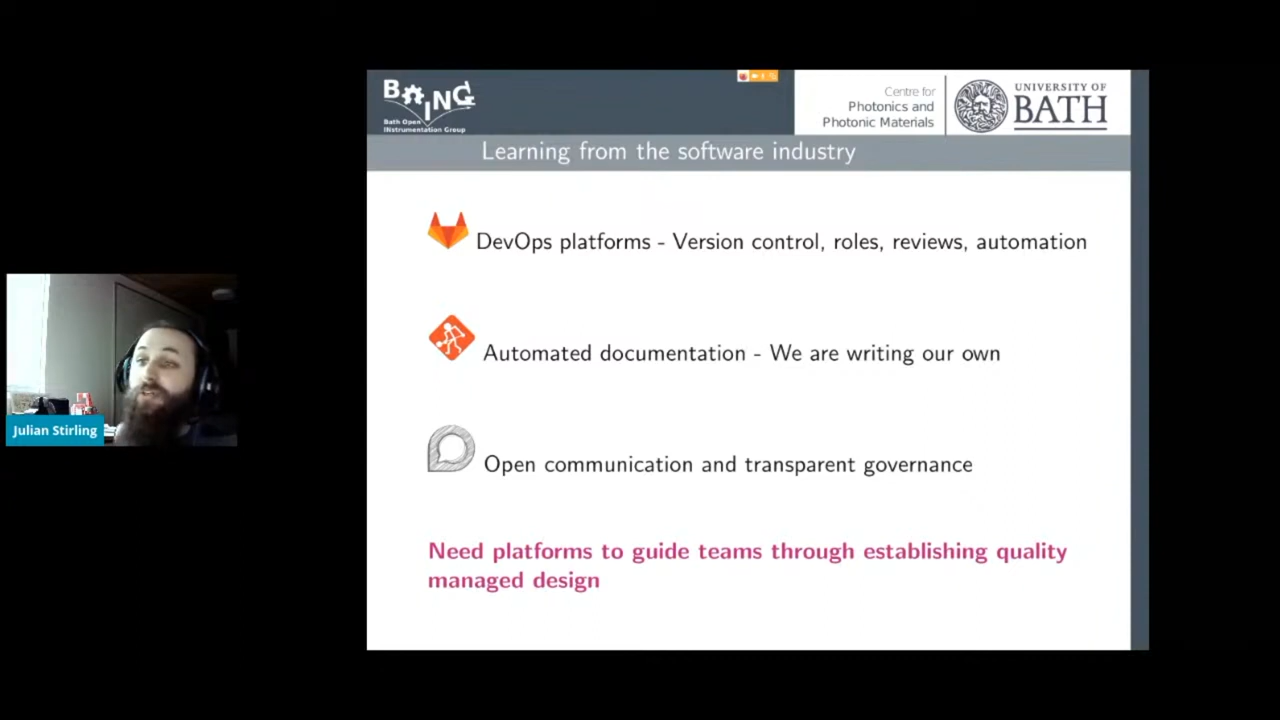 BOING
Bath Open
INstrumentation Group
Centre for
Photonics and
Photonic Materials
UNIVERSITY OF
BATH
Learning from the software industry
DevOps platforms - Version control, roles, reviews, automation
Automated documentation - We are writing our own
Julian Stirling
Open communication and transparent governance
Need platforms to guide teams through establishing quality
managed design